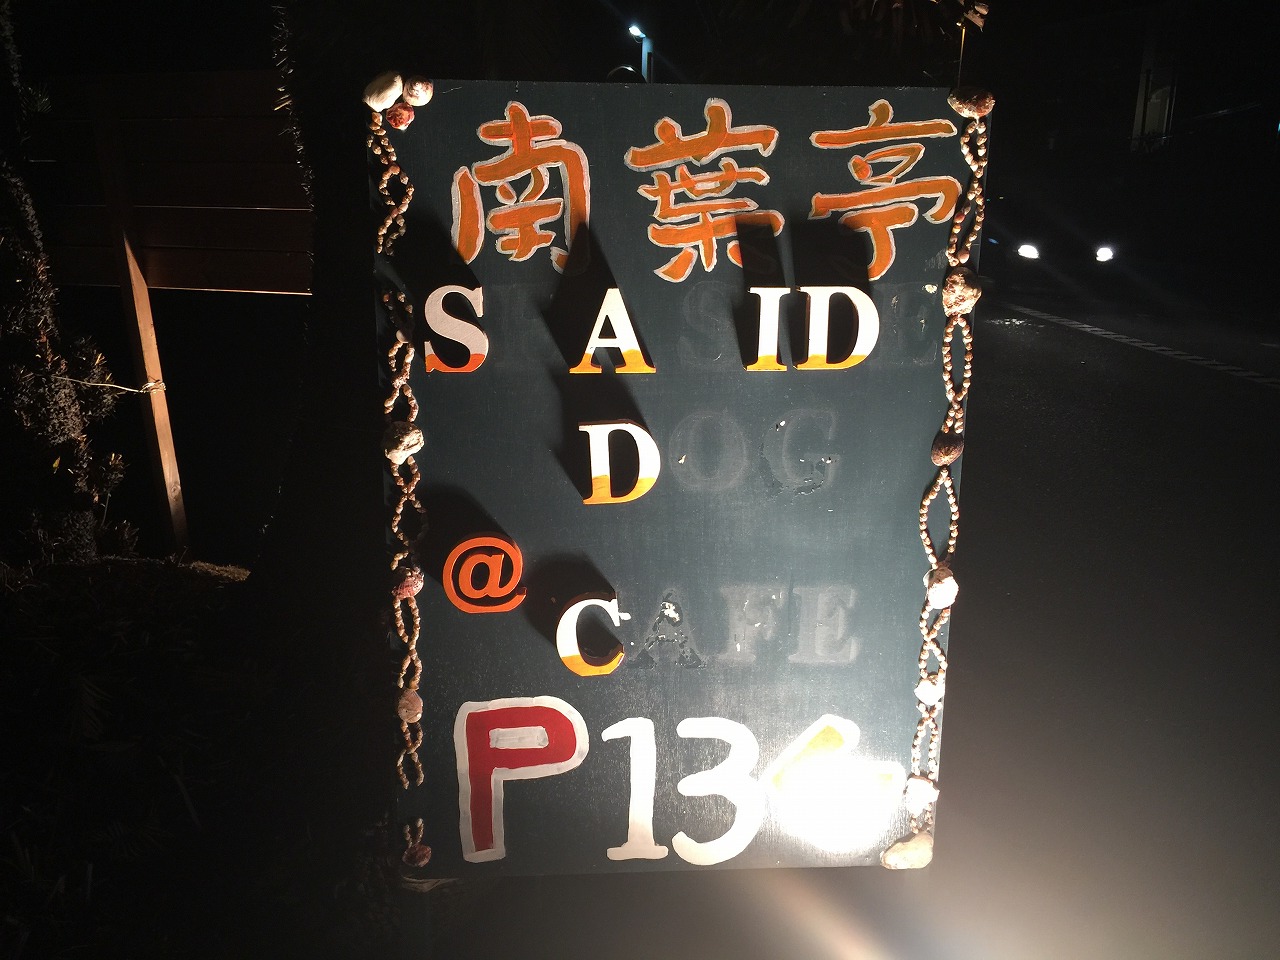 南葉亭
SEASIDE
DOG
@CAFE
P13